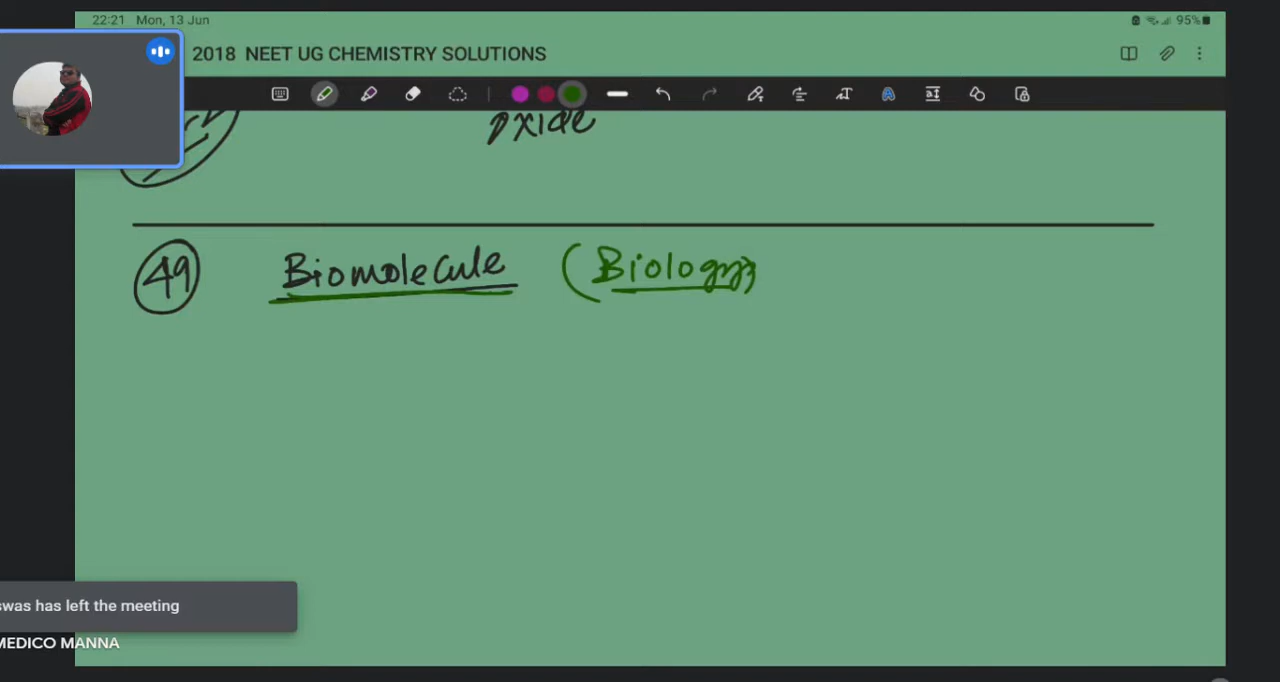 22:21 Mon, 13 Jun
95%
2018 NEET UG CHEMISTRY SOLUTIONS
oxide
49 Biomolecule (Biology)
swas has left the meeting
MEDICO MANNA